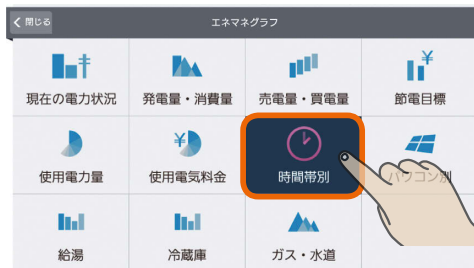 閉じる
エネマネグラフ
現在の電力状況
発電量・消費量
売電量・買電量
節電目標
使用電力量
使用電気料金
時間帯別
パワコン別
給湯
冷蔵庫
ガス・水道